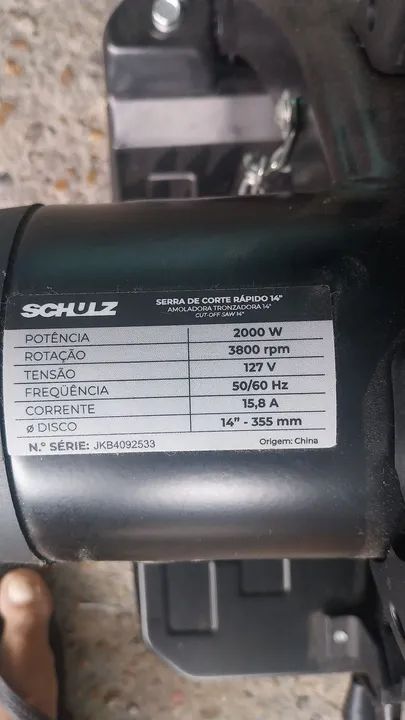 SCHULZ
SERRA DE CORTE RÁPIDO 14"
AMOLADORA TRONZADORA 14"
CUT-OFF SAW 14"
POTÊNCIA 2000 W
ROTAÇÃO 3800 rpm
TENSÃO 127 V
FREQÜÊNCIA 50/60 Hz
CORRENTE 15,8 A
ø DISCO 14” - 355 mm
N.º SÉRIE: JKB4092533 Origem: China